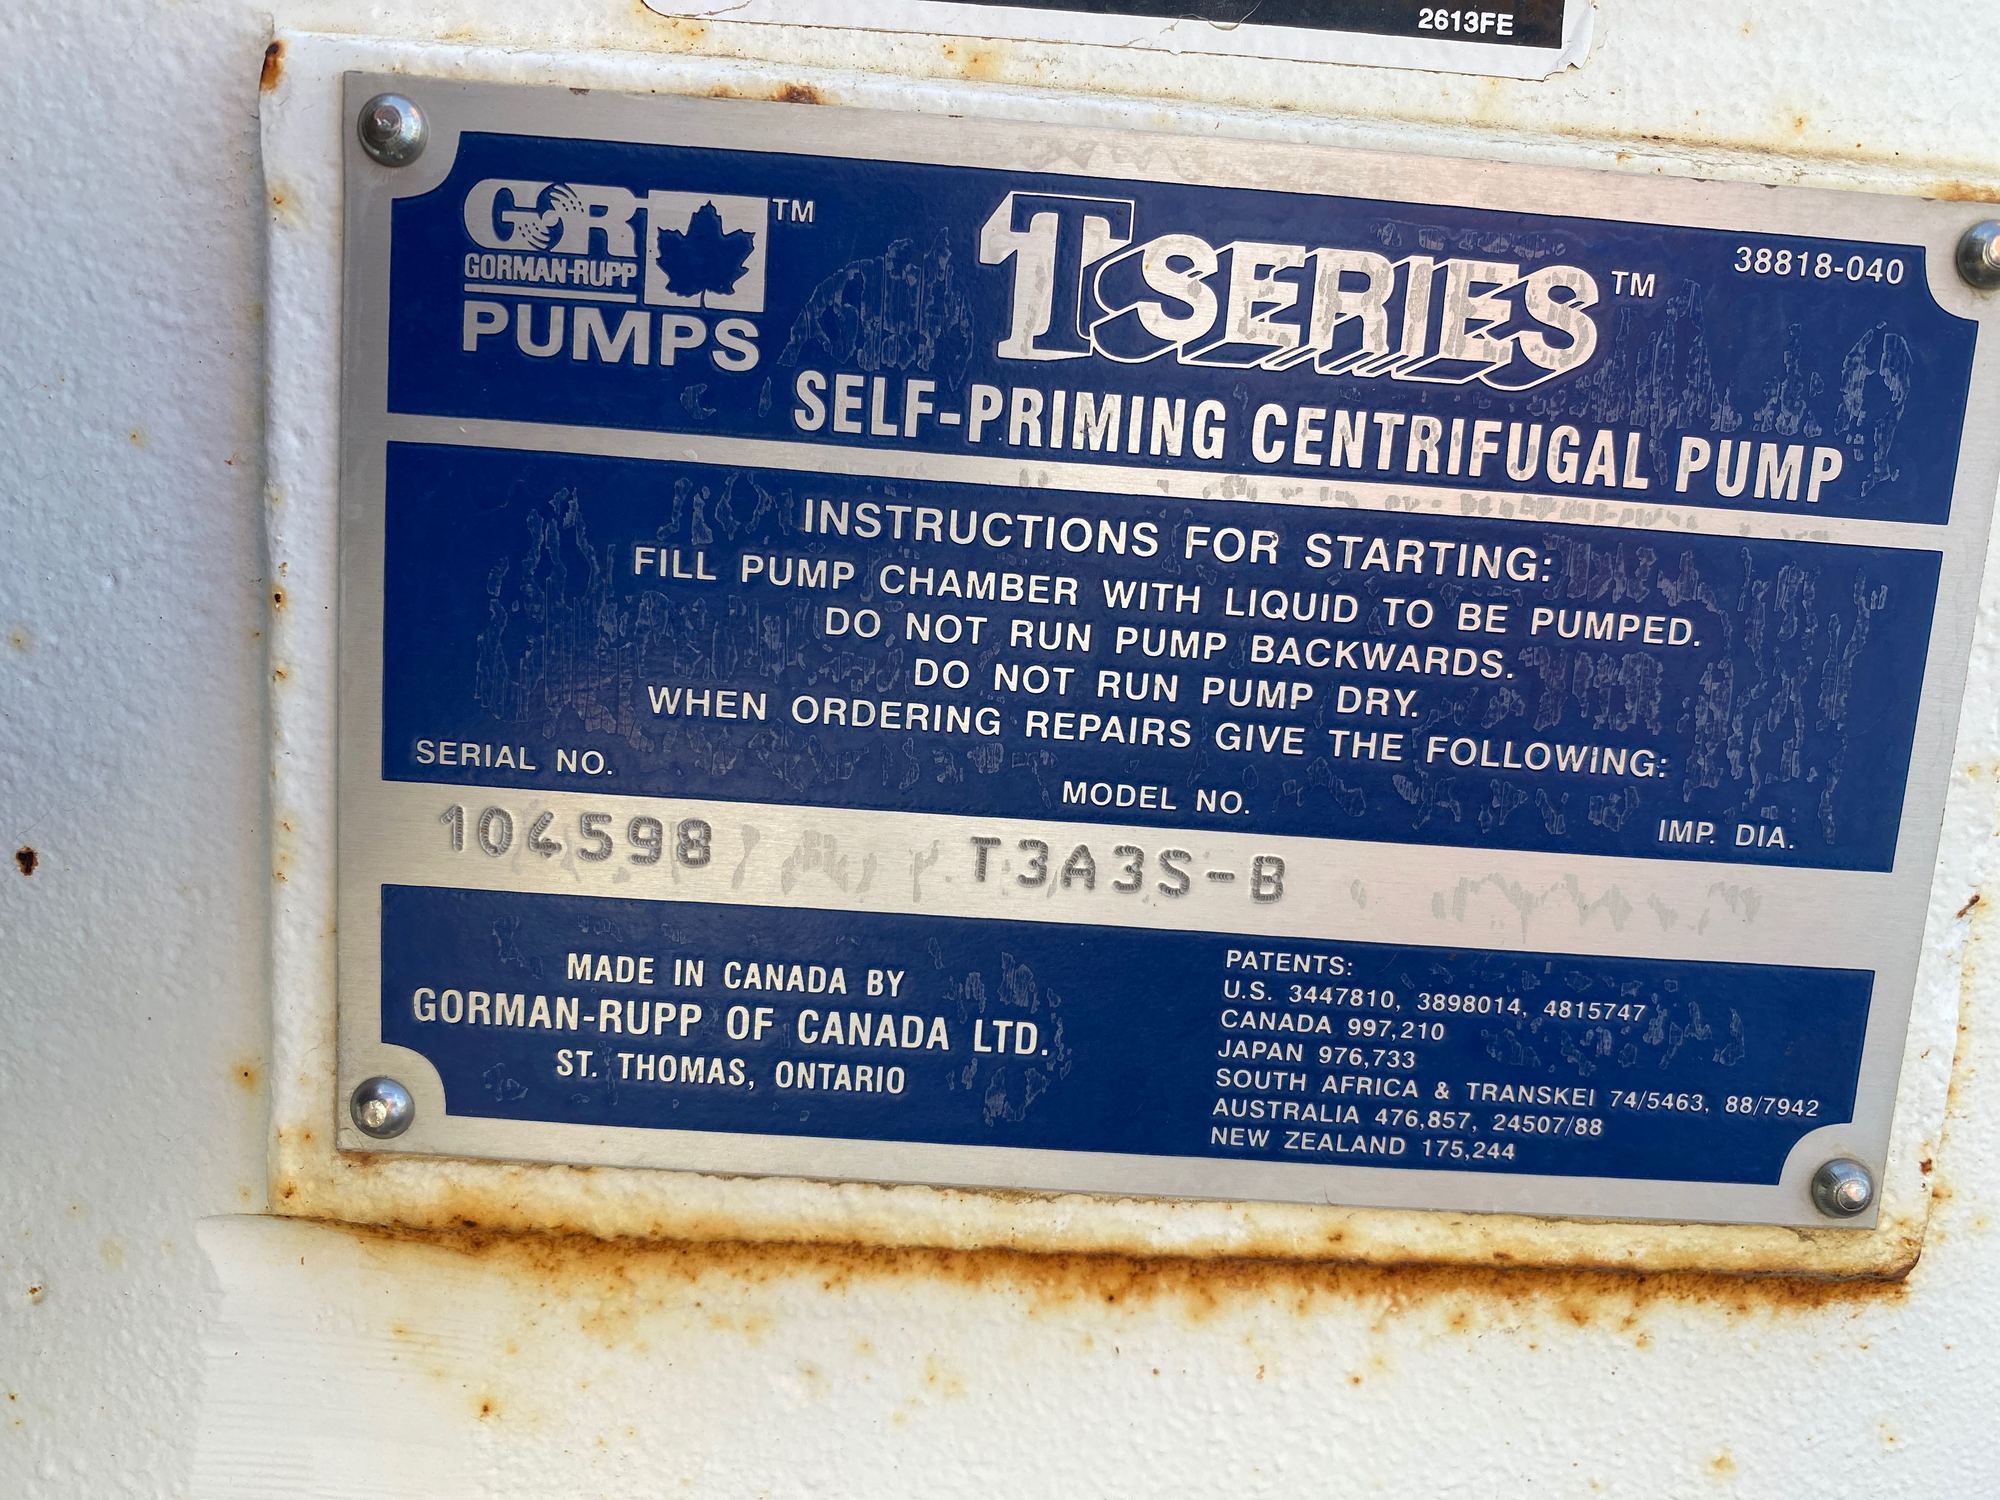 2613FE
GR
GORMAN-RUPP
PUMPS
TM
T SERIES TM
38818-040
SELF-PRIMING CENTRIFUGAL PUMP
INSTRUCTIONS FOR STARTING:
FILL PUMP CHAMBER WITH LIQUID TO BE PUMPED.
DO NOT RUN PUMP BACKWARDS.
DO NOT RUN PUMP DRY.
WHEN ORDERING REPAIRS GIVE THE FOLLOWING:
SERIAL NO.
MODEL NO.
IMP. DIA.
104598 T3A3S-B
MADE IN CANADA BY
GORMAN-RUPP OF CANADA LTD.
ST. THOMAS, ONTARIO
PATENTS:
U.S. 3447810, 3898014, 4815747
CANADA 997,210
JAPAN 976,733
SOUTH AFRICA & TRANSKEI 74/5463, 88/7942
AUSTRALIA 476,857, 24507/88
NEW ZEALAND 175,244